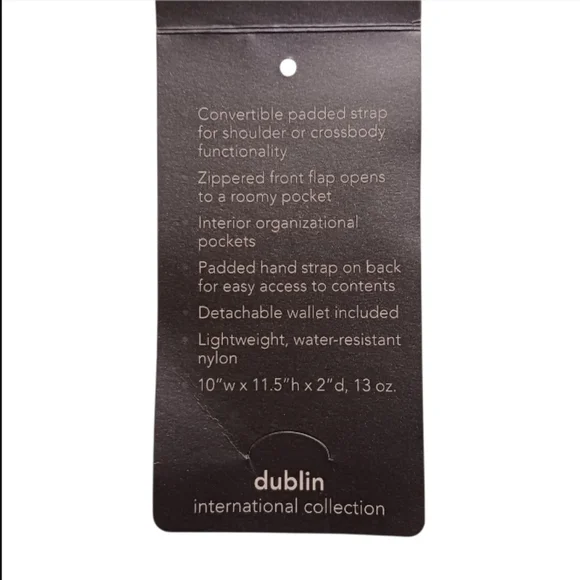 Convertible padded strap
for shoulder or crossbody
functionality
Zippered front flap opens
to a roomy pocket
Interior organizational
pockets
Padded hand strap on back
for easy access to contents
Detachable wallet included
Lightweight, water-resistant
nylon
10"w x 11.5"h x 2"d, 13 oz.
dublin
international collection